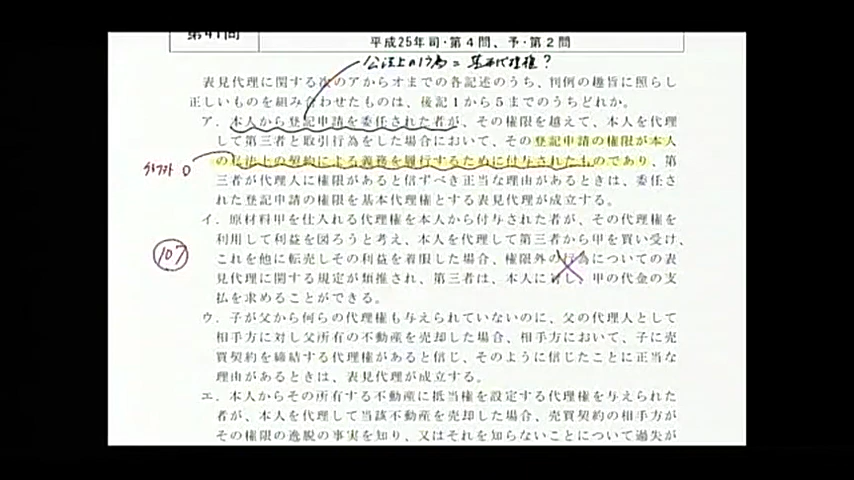 第41問
平成25年司・第4問、予・第2問
公法上の行為=基本代理権?
表見代理に関する次のアからオまでの各記述のうち、判例の趣旨に照らし
正しいものを組み合わせたものは、後記1から5までのうちどれか。
ア.本人から登記申請を委任された者が、その権限を越えて、本人を代理
して第三者と取引行為をした場合において、その登記申請の権限が本人
の私法上の契約による義務を履行するために付与されたものであり、第
三者が代理人に権限があると信ずべき正当な理由があるときは、委任さ
れた登記申請の権限を基本代理権とする表見代理が成立する。
イ.原材料甲を仕入れる代理権を本人から付与された者が、その代理権を
利用して利益を図ろうと考え、本人を代理して第三者から甲を買い受け、
107
これを他に転売しその利益を着服した場合、権限外の行為についての表
見代理に関する規定が類推され、第三者は、本人に対し、甲の代金の支
払を求めることができる。
ウ.子が父から何らの代理権も与えられていないのに、父の代理人として
相手方に対し父所有の不動産を売却した場合、相手方において、子に売
買契約を締結する代理権があると信じ、そのように信じたことに正当な
理由があるときは、表見代理が成立する。
エ.本人からその所有する不動産に抵当権を設定する代理権を与えられた
者が、本人を代理して当該不動産を売却した場合、売買契約の相手方が
その権限の逸脱の事実を知り、又はそれを知らないことについて過失が